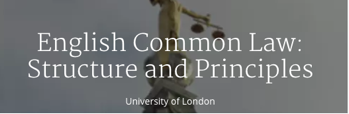 English Common Law:
Structure and Principles
University of London